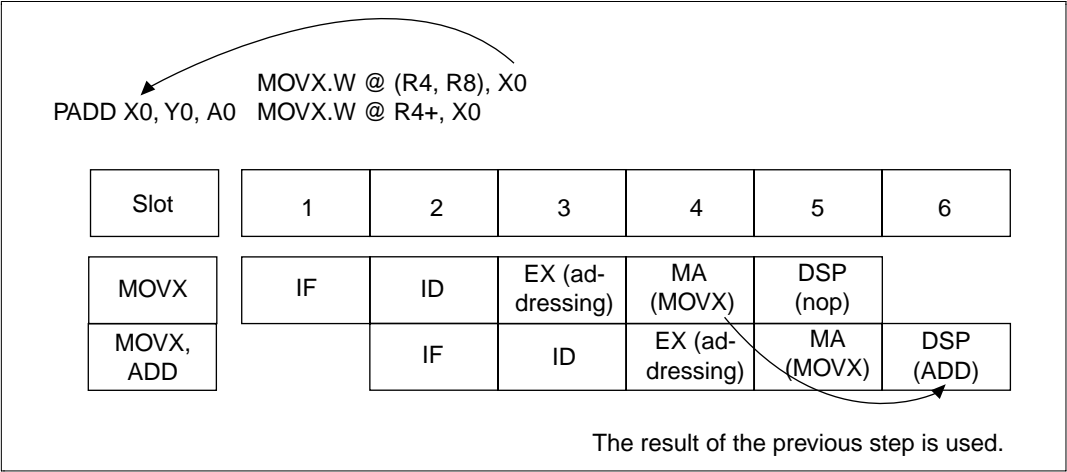 MOVX.W @ (R4, R8), X0
PADD X0, Y0, A0 MOVX.W @ R4+, X0
Slot 1 2 3 4 5 6
MOVX IF ID EX (ad-
dressing) MA
(MOVX) DSP
(nop)
MOVX,
ADD IF ID EX (ad-
dressing) MA
(MOVX) DSP
(ADD)
The result of the previous step is used.